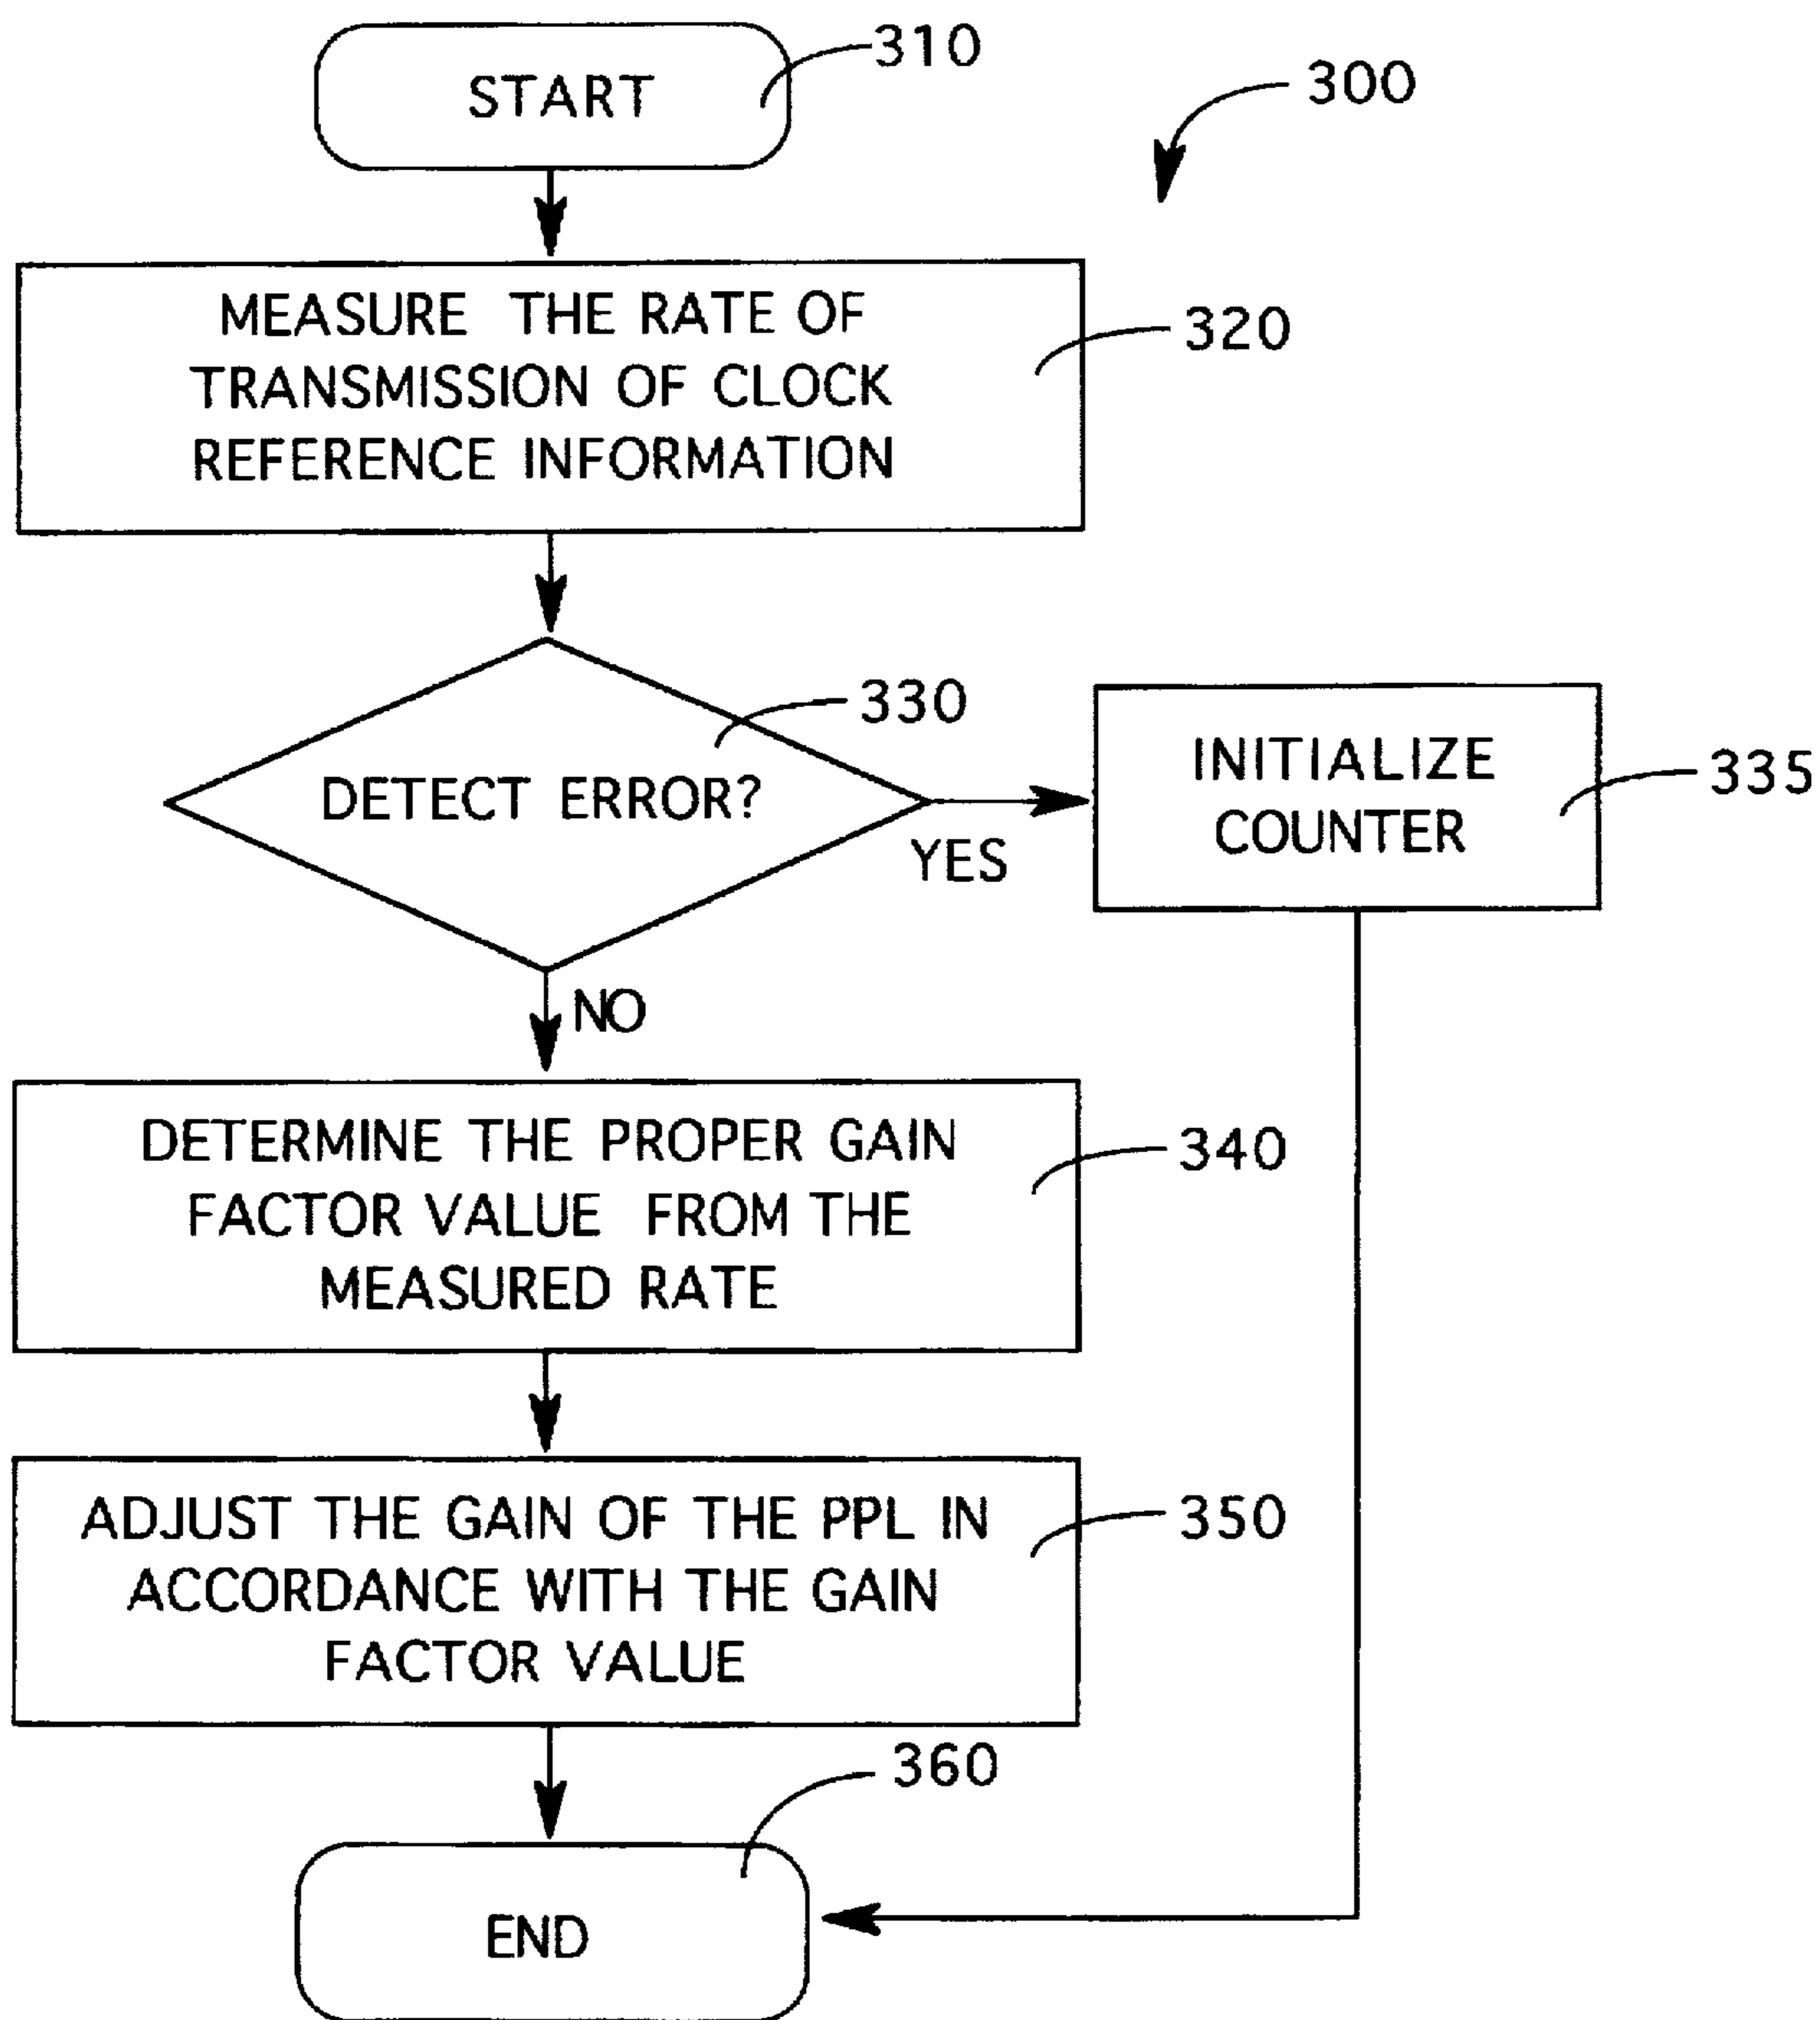 START
310
300
MEASURE THE RATE OF
TRANSMISSION OF CLOCK
REFERENCE INFORMATION
320
330
DETECT ERROR?
YES
INITIALIZE
COUNTER
335
NO
DETERMINE THE PROPER GAIN
FACTOR VALUE FROM THE
MEASURED RATE
340
ADJUST THE GAIN OF THE PPL IN
ACCORDANCE WITH THE GAIN
FACTOR VALUE
350
360
END